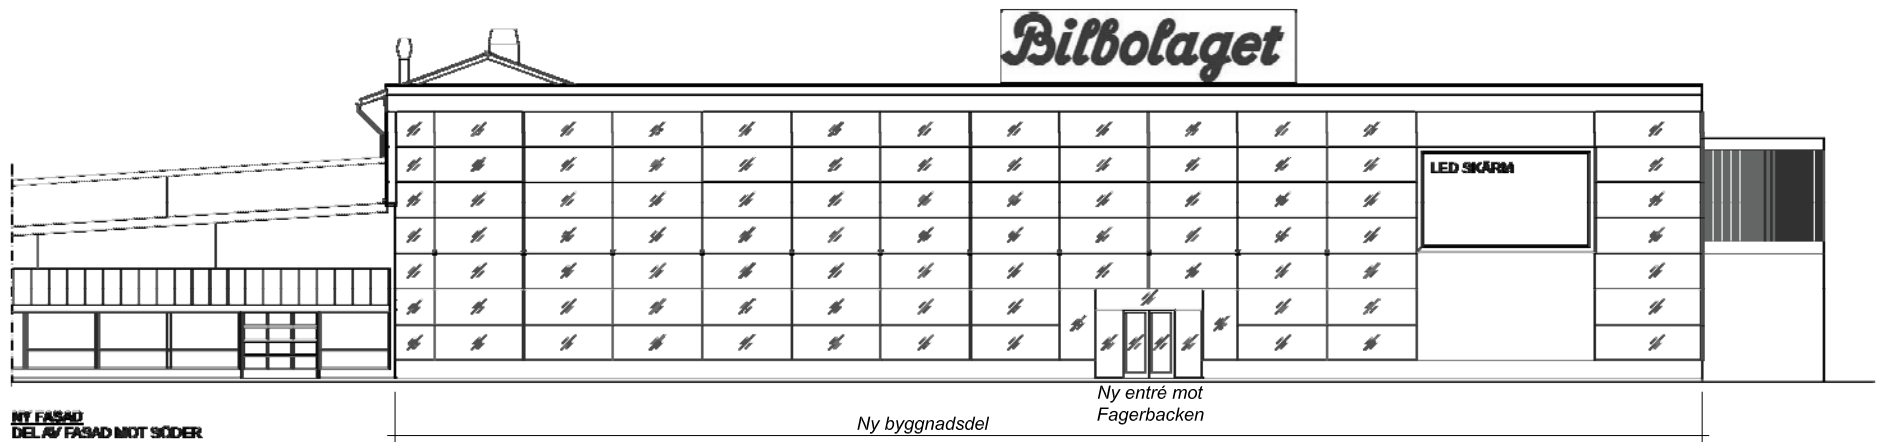 Bilbolaget
LED SKÄRM
Ny entré mot
Fagerbacken
Ny byggnadsdel
NY FASAD
DEL AV FASAD MOT SÖDER